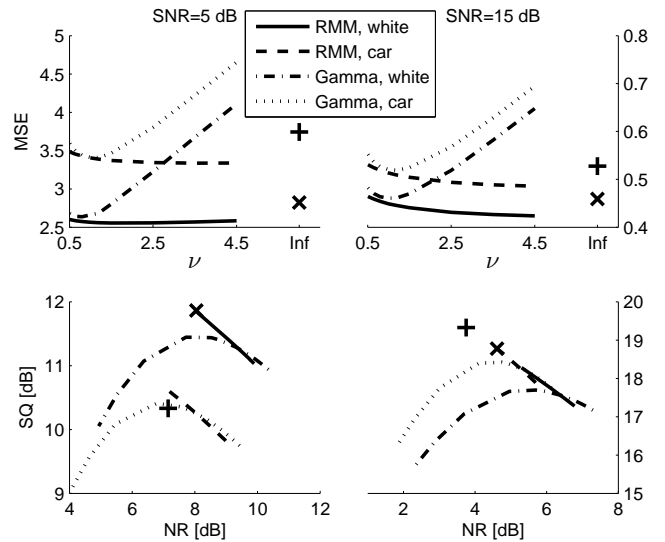 SNR=5 dB
SNR=15 dB
RMM, white
RMM, car
Gamma, white
Gamma, car
MSE
5
4.5
4
3.5
3
2.5
0.5 2.5 4.5 Inf
ν
0.8
0.7
0.6
0.5
0.4
0.5 2.5 4.5 Inf
ν
SQ [dB]
12
11
10
9
4 6 8 10 12
NR [dB]
20
19
18
17
16
15
2 4 6 8
NR [dB]